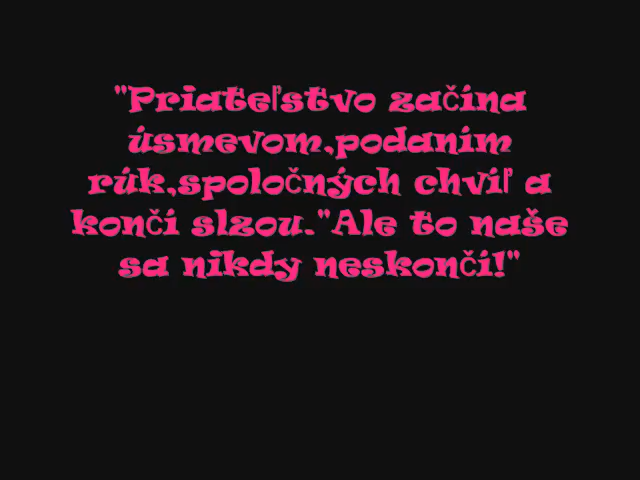 "Priateľstvo začína
úsmevom,podaním
rúk,spoločných chvíľ a
končí slzou."Ale to naše
sa nikdy neskončí!"